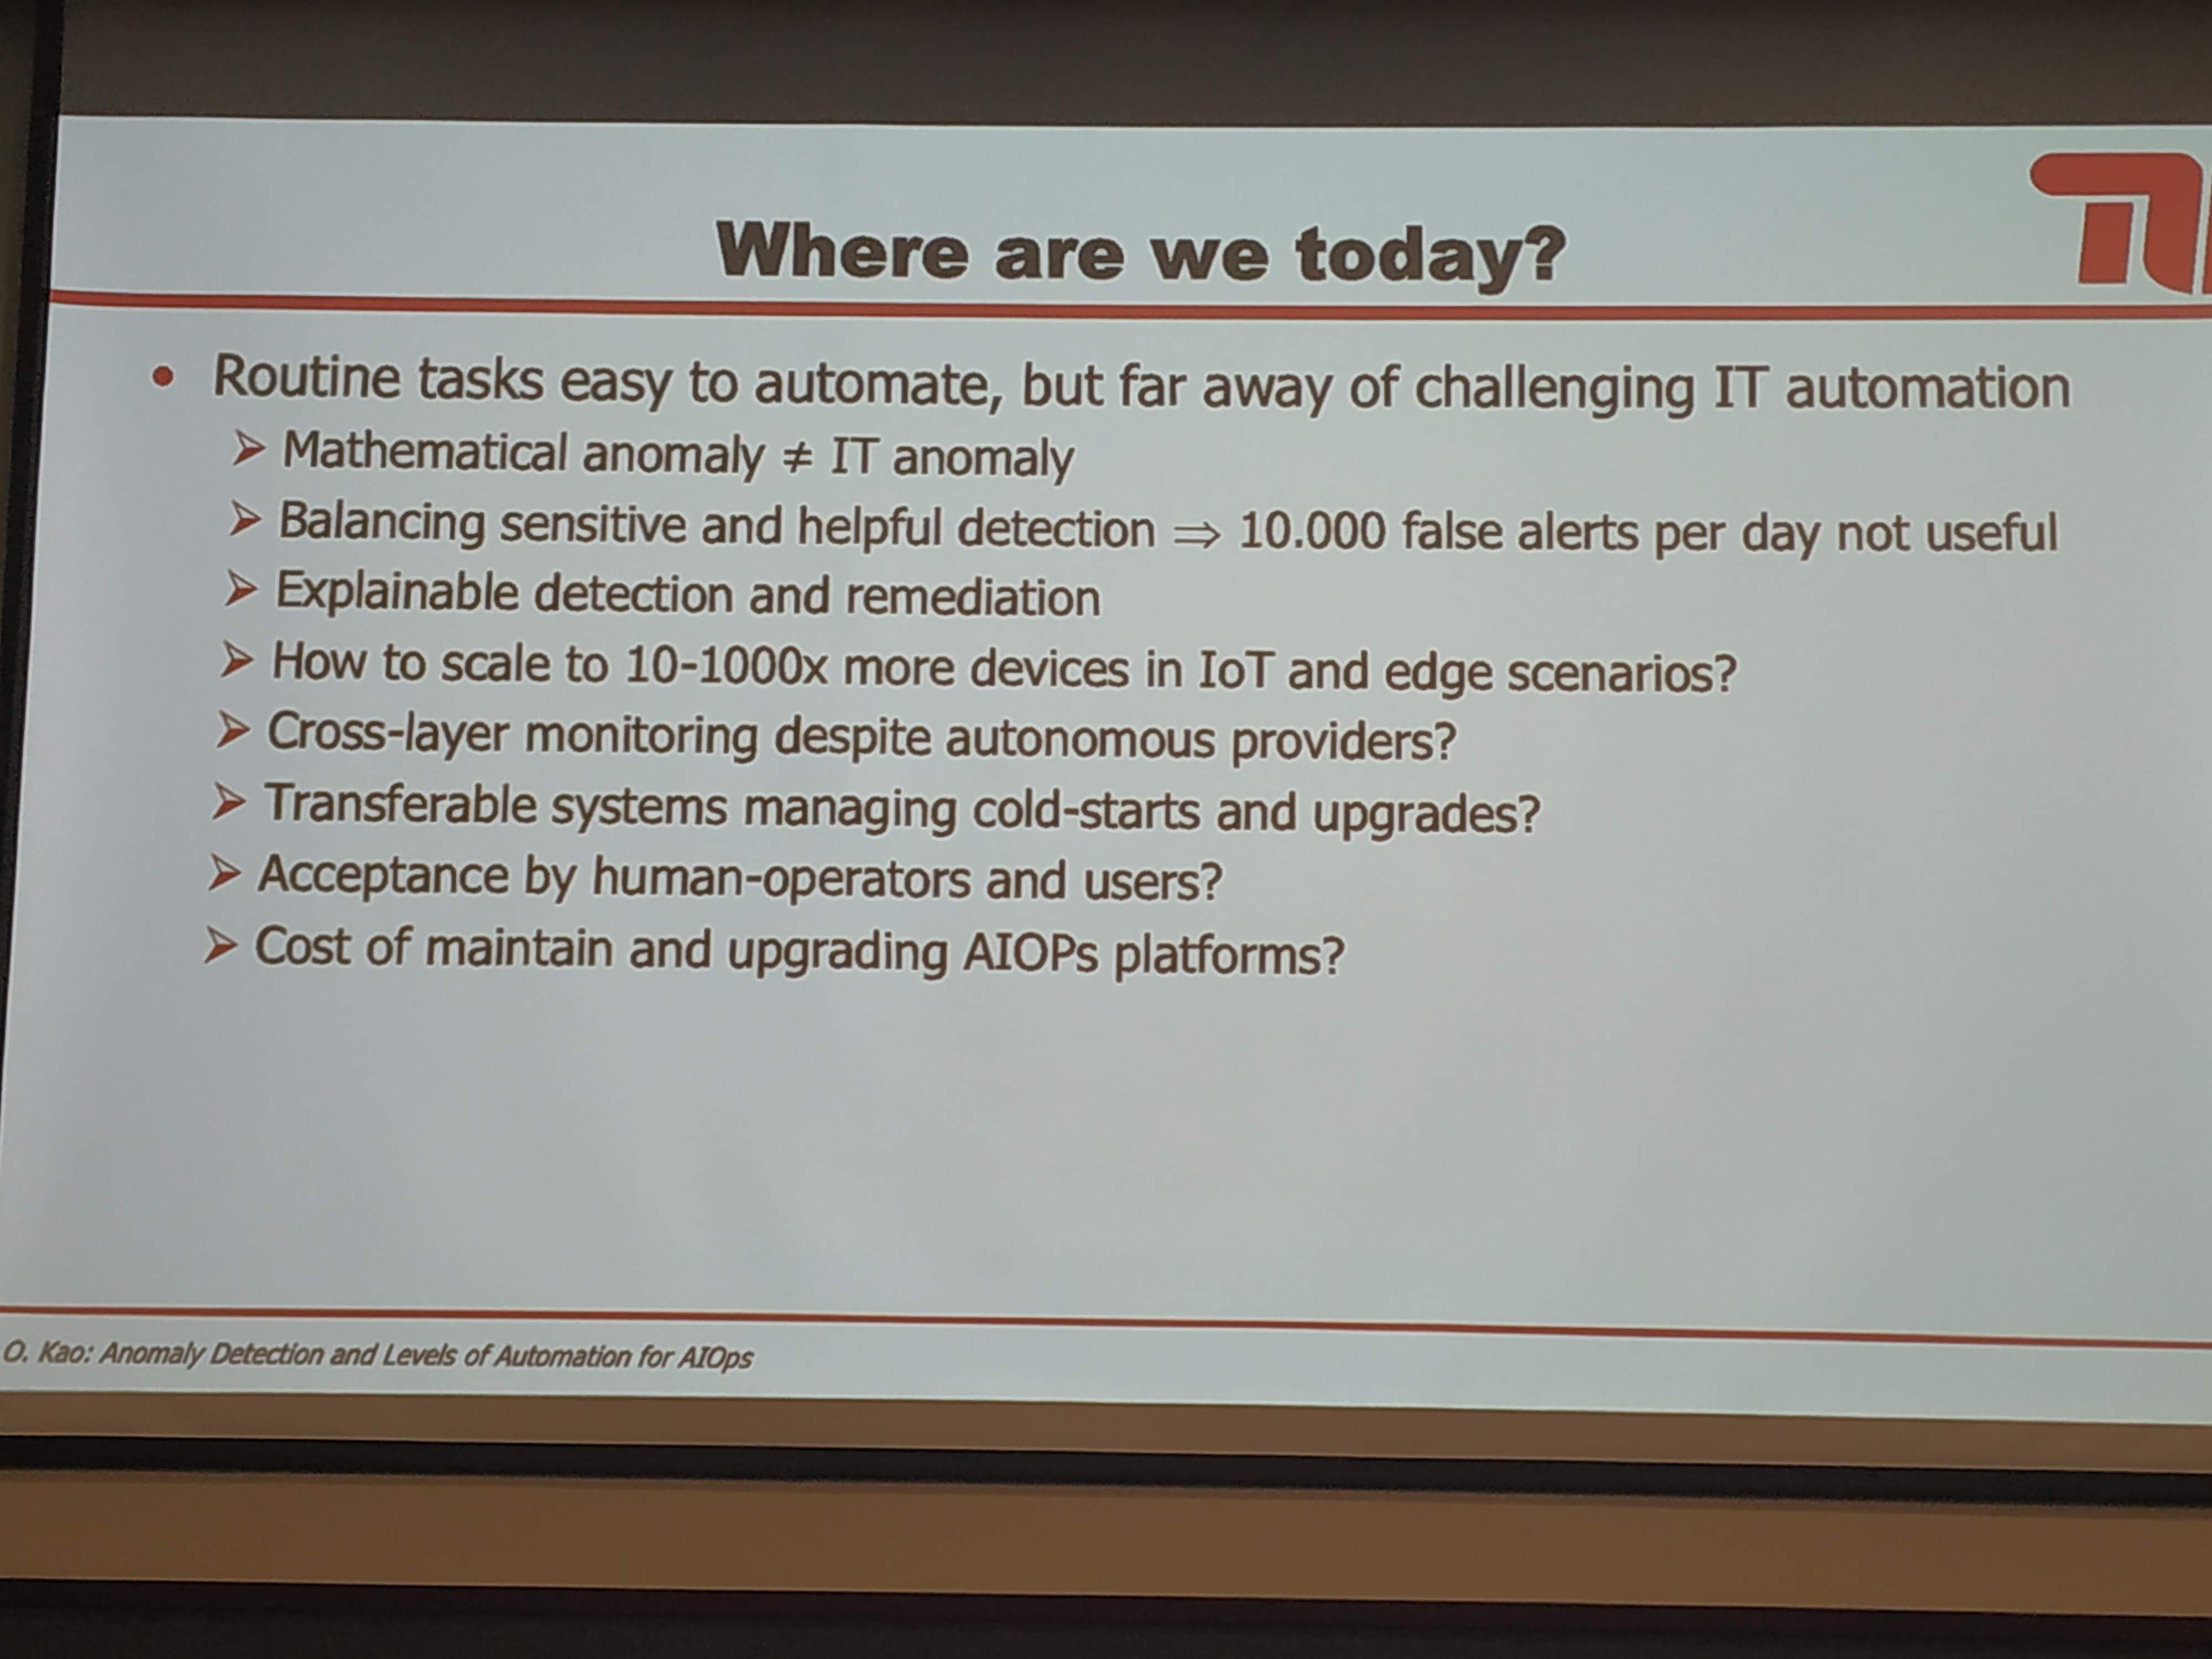 Where are we today?
• Routine tasks easy to automate, but far away of challenging IT automation
➢ Mathematical anomaly ≠ IT anomaly
➢ Balancing sensitive and helpful detection ⇒ 10.000 false alerts per day not useful
➢ Explainable detection and remediation
➢ How to scale to 10-1000x more devices in IoT and edge scenarios?
➢ Cross-layer monitoring despite autonomous providers?
➢ Transferable systems managing cold-starts and upgrades?
➢ Acceptance by human-operators and users?
➢ Cost of maintain and upgrading AIOPs platforms?
O. Kao: Anomaly Detection and Levels of Automation for AIOps